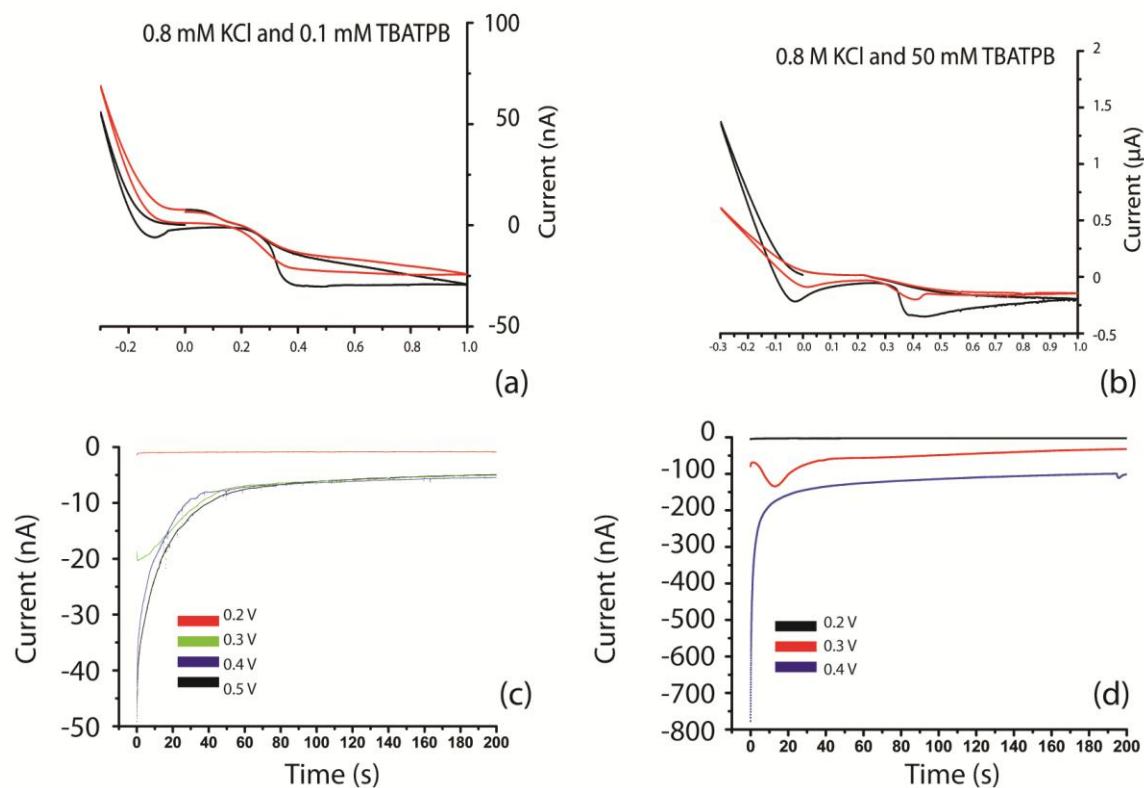 0.8 mM KCl and 0.1 mM TBATPB
100
50
0
-50
Current (nA)
-0.2 0.0 0.2 0.4 0.6 0.8 1.0
(a)
0.8 M KCl and 50 mM TBATPB
2
1.5
1
0.5
0
-0.5
Current (μA)
-0.3 -0.2 -0.1 0.0 0.1 0.2 0.3 0.4 0.5 0.6 0.7 0.8 0.9 1.0
(b)
0
-10
-20
-30
-40
-50
Current (nA)
0.2 V
0.3 V
0.4 V
0.5 V
(c)
0 20 40 60 80 100 120 140 160 180 200
Time (s)
0
-100
-200
-300
-400
-500
-600
-700
-800
Current (nA)
0.2 V
0.3 V
0.4 V
(d)
0 20 40 60 80 100 120 140 160 180 200
Time (s)